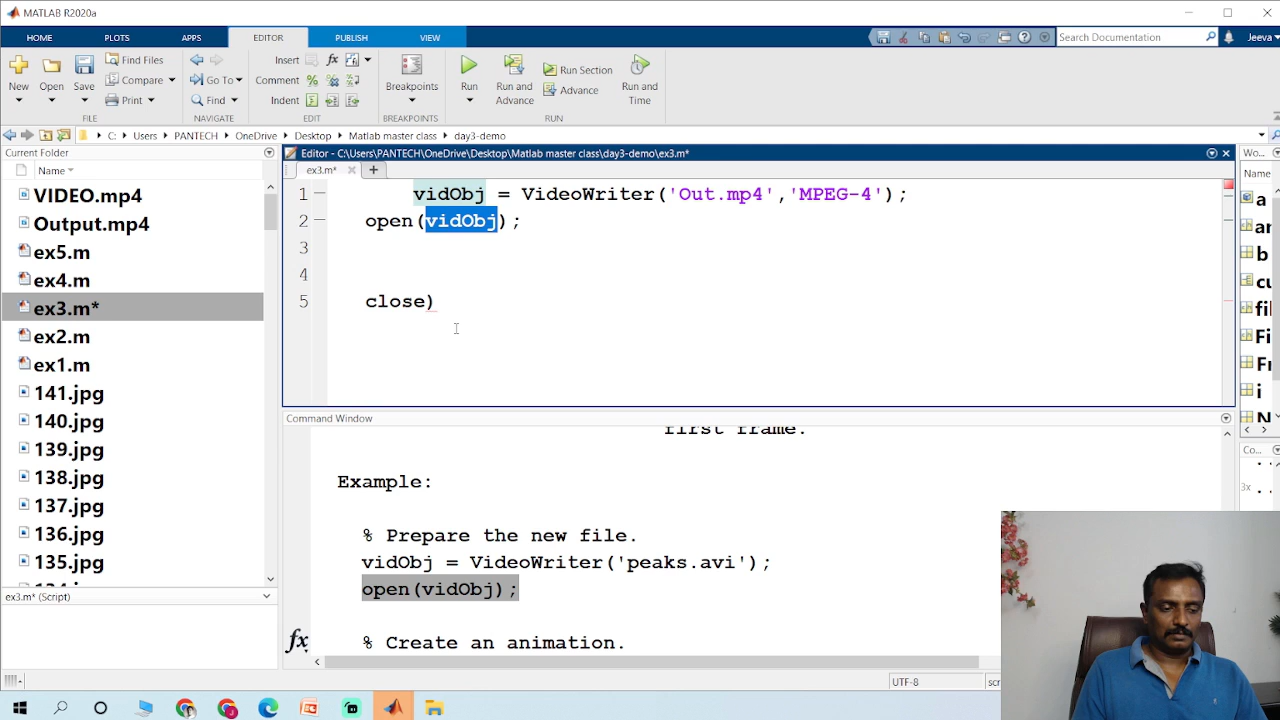 MATLAB R2020a
HOME PLOTS APPS EDITOR PUBLISH VIEW Search Documentation Jeeva
New Open Save Find Files Compare Print
Go To Find
Insert fx Comment Indent
Breakpoints
Run Run and Advance Run Section Advance Run and Time
FILE NAVIGATE EDIT BREAKPOINTS RUN
C: Users PANTECH OneDrive Desktop Matlab master class day3-demo
Current Folder
Name
VIDEO.mp4
Output.mp4
ex5.m
ex4.m
ex3.m*
ex2.m
ex1.m
141.jpg
140.jpg
139.jpg
138.jpg
137.jpg
136.jpg
135.jpg
ex3.m* (Script)
Editor - C:\Users\PANTECH\OneDrive\Desktop\Matlab master class\day3-demo\ex3.m*
ex3.m*
1 vidObj = VideoWriter('Out.mp4','MPEG-4');
2 open(vidObj);
3
4
5 close)
Command Window
first frame.
Example:
% Prepare the new file.
vidObj = VideoWriter('peaks.avi');
open(vidObj);
% Create an animation.
fx
UTF-8
Wo...
Name
a
b
i
N
Co...
3x